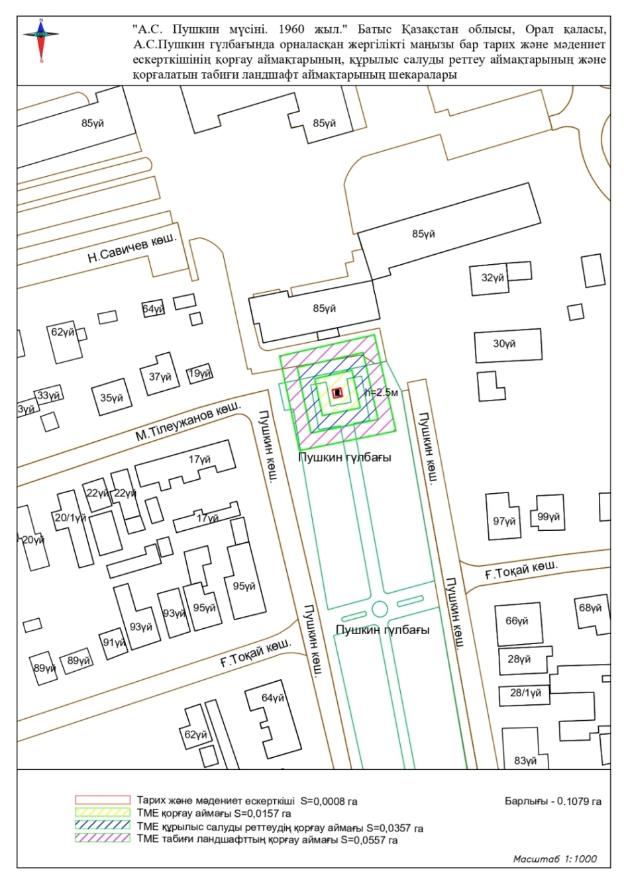 N
S
"А.С. Пушкин мүсіні. 1960 жыл." Батыс Қазақстан облысы, Орал қаласы,
А.С.Пушкин гүлбағында орналасқан жергілікті маңызы бар тарих және мәдениет
ескерткішінің қорғау аймақтарының, құрылыс салуды реттеу аймақтарының және
қорғалатын табиғи ландшафт аймақтарының шекаралары
85үй
85үй
85үй
Н.Савичев көш.
32үй
64үй
85үй
62үй
30үй
37үй
19үй
33үй
35үй
3үй
h=2.5м
М.Тілеужанов көш.
Пушкин көш.
Пушкин көш.
Пушкин гүлбағы
17үй
22үй
22үй
20/1үй
17үй
97үй
99үй
20үй
Ғ.Тоқай көш.
95үй
93үй
95үй
93үй
Пушкин көш.
Пушкин көш.
68үй
66үй
Пушкин гүлбағы
91үй
89үй
89үй
Ғ.Тоқай көш.
28үй
28/1үй
64үй
62үй
83үй
Тарих және мәдениет ескерткіші S=0,0008 га
Барлығы - 0.1079 га
ТМЕ қорғау аймағы S=0,0157 га
ТМЕ құрылыс салуды реттеудің қорғау аймағы S=0,0357 га
ТМЕ табиғи ландшафттың қорғау аймағы S=0,0557 га
Масштаб 1:1000